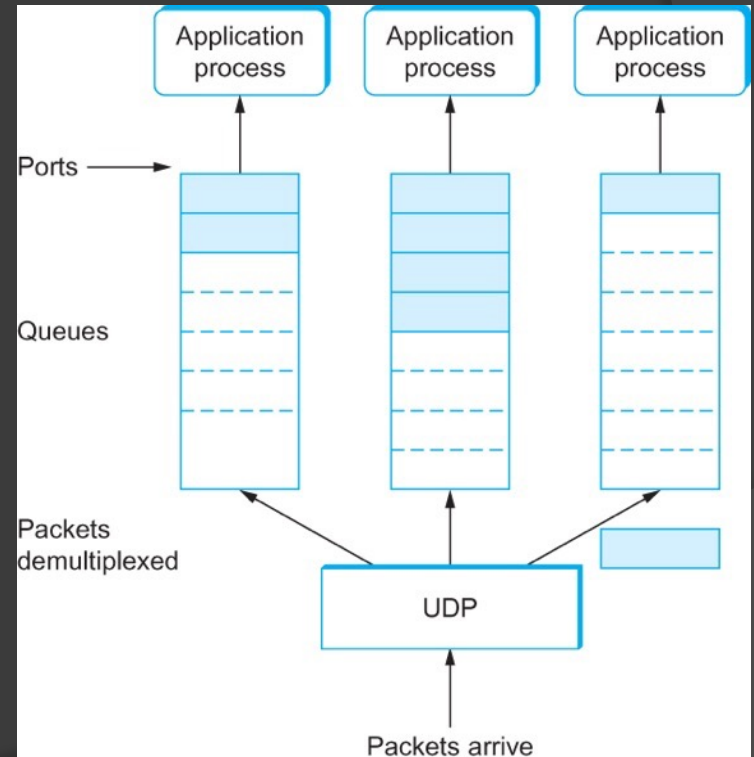 Application
process
Application
process
Application
process
Ports
Queues
Packets
demultiplexed
UDP
Packets arrive